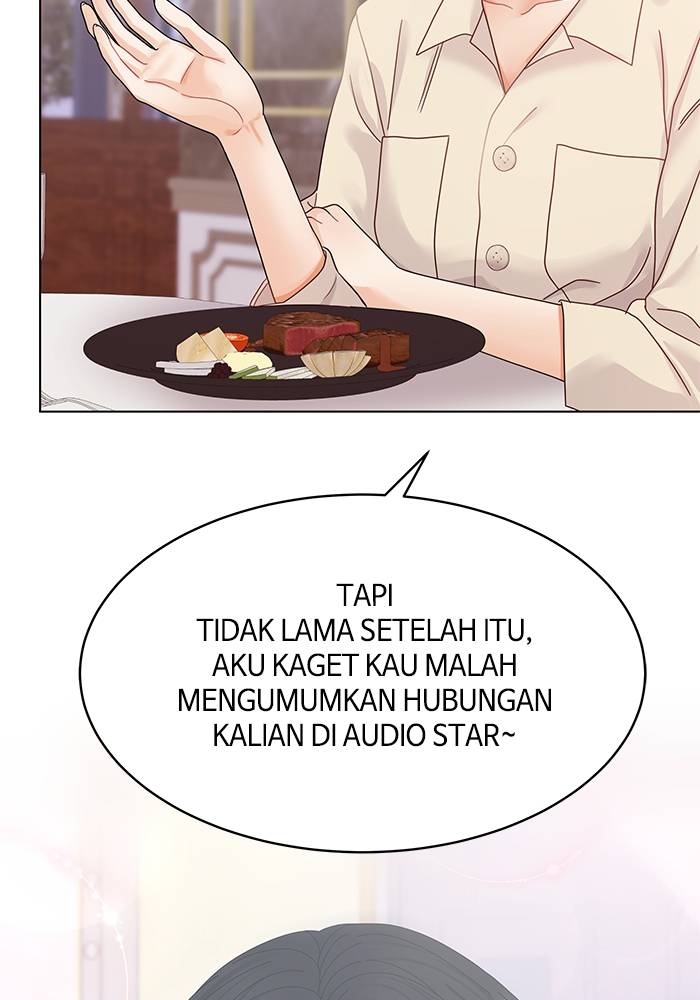 TAPI
TIDAK LAMA SETELAH ITU,
AKU KAGET KAU MALAH
MENGUMUMKAN HUBUNGAN
KALIAN DI AUDIO STAR~